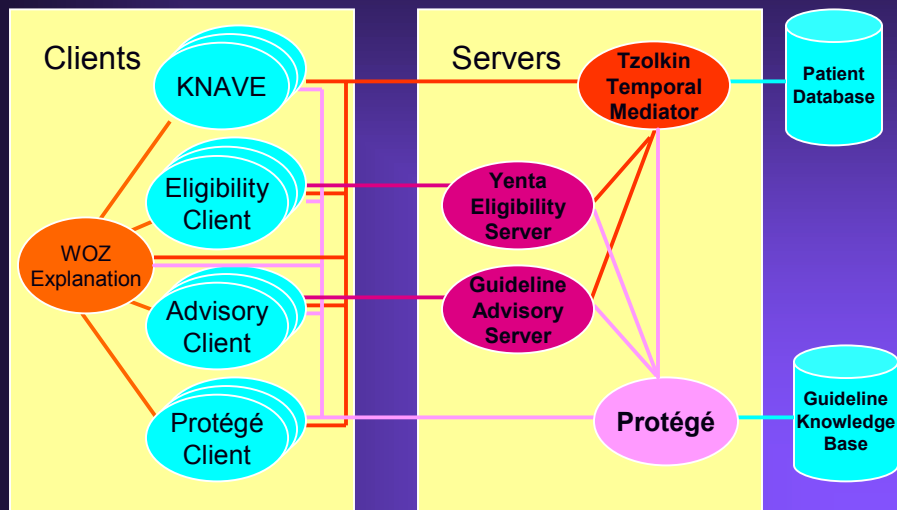 Clients
KNAVE
Eligibility
Client
WOZ
Explanation
Advisory
Client
Protégé
Client
Servers
Tzolkin
Temporal
Mediator
Yenta
Eligibility
Server
Guideline
Advisory
Server
Protégé
Patient
Database
Guideline
Knowledge
Base